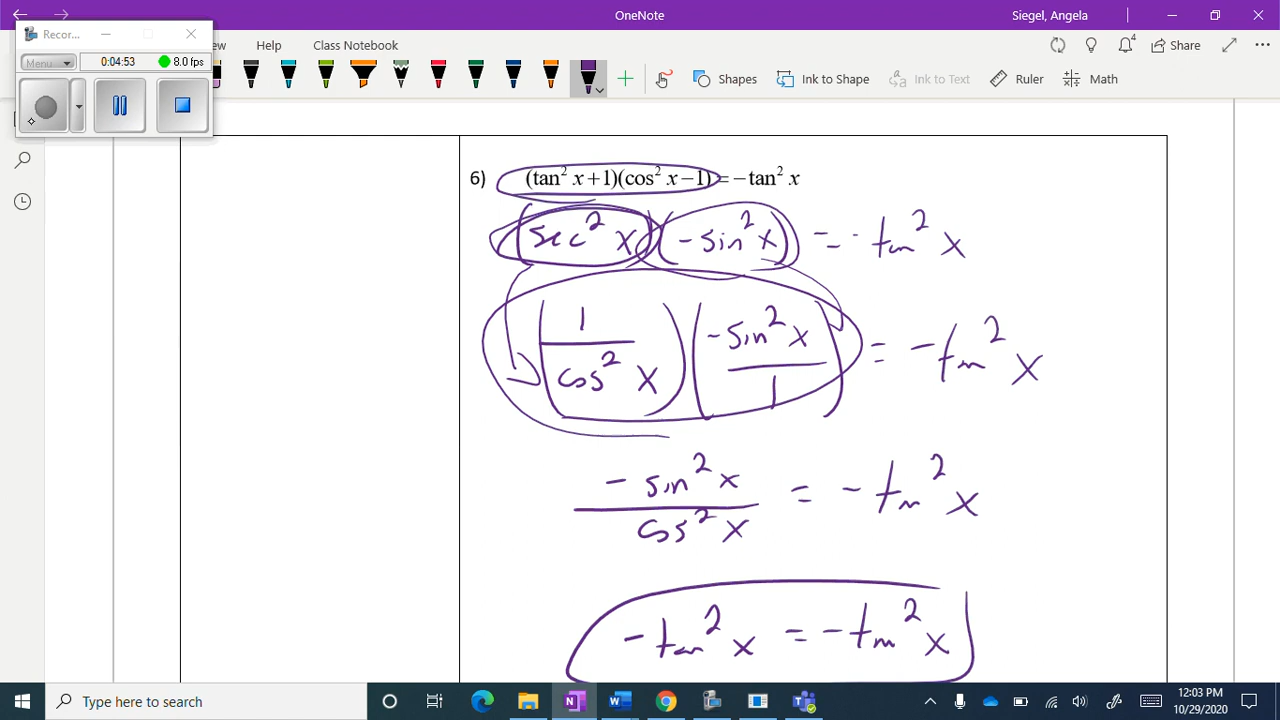 OneNote
Siegel, Angela
Recor...
Menu
0:04:53
8.0 fps
Help
Class Notebook
4
Share
Shapes
Ink to Shape
Ink to Text
Ruler
Math
6) (tan² x+1)(cos² x−1) = −tan² x
(sec² x)(-sin² x) = - tan² x
(1/cos² x)(-sin² x/1) = - tan² x
- sin² x/cos² x = - tan² x
- tan² x = - tan² x
Type here to search
12:03 PM
10/29/2020